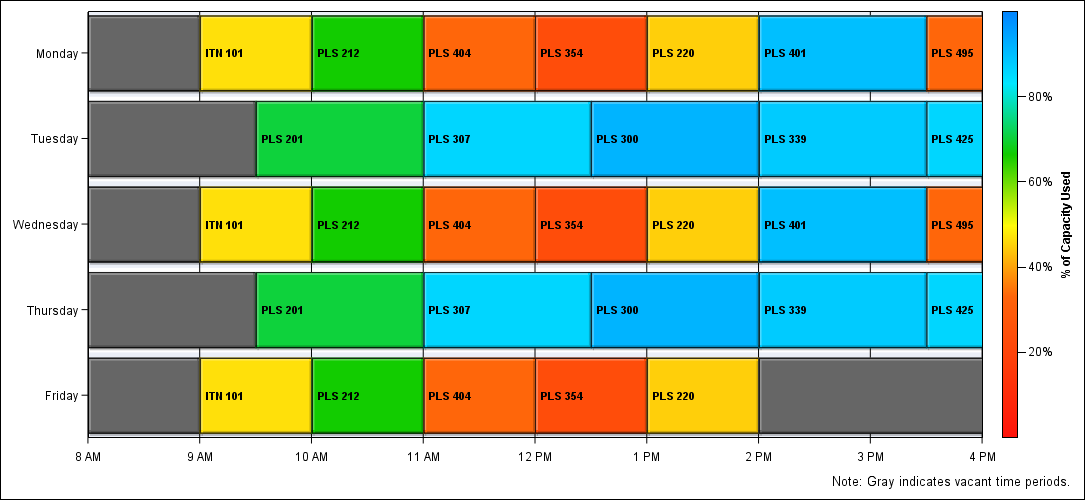 Monday ITN 101 PLS 212 PLS 404 PLS 354 PLS 220 PLS 401 PLS 495
Tuesday PLS 201 PLS 307 PLS 300 PLS 339 PLS 425
Wednesday ITN 101 PLS 212 PLS 404 PLS 354 PLS 220 PLS 401 PLS 495
Thursday PLS 201 PLS 307 PLS 300 PLS 339 PLS 425
Friday ITN 101 PLS 212 PLS 404 PLS 354 PLS 220
8 AM 9 AM 10 AM 11 AM 12 PM 1 PM 2 PM 3 PM 4 PM
80%
60%
40%
20%
% of Capacity Used
Note: Gray indicates vacant time periods.